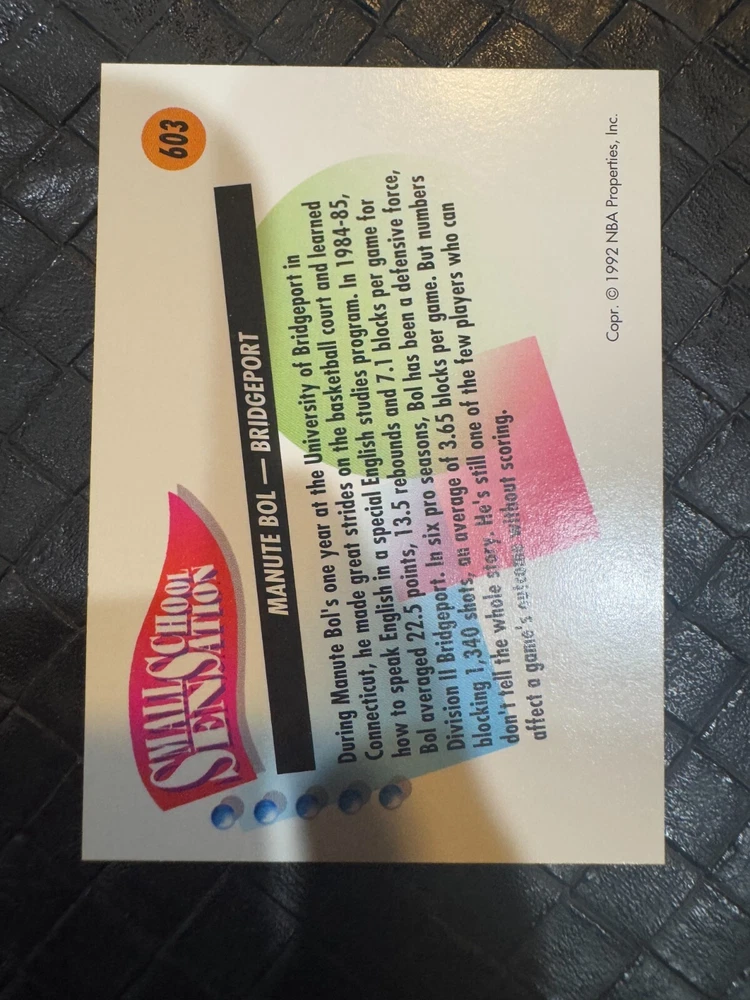 603
SMALL SCHOOL
SENSATION
MANUTE BOL — BRIDGEPORT
During Manute Bol's one year at the University of Bridgeport in
Connecticut, he made great strides on the basketball court and learned
how to speak English in a special English studies program. In 1984-85,
Bol averaged 22.5 points, 13.5 rebounds and 7.1 blocks per game for
Division II Bridgeport. In six pro seasons, Bol has been a defensive force,
blocking 1,340 shots, an average of 3.65 blocks per game. But numbers
don't tell the whole story. He's still one of the few players who can
affect a game's outcome without scoring.
Copr. © 1992 NBA Properties, Inc.